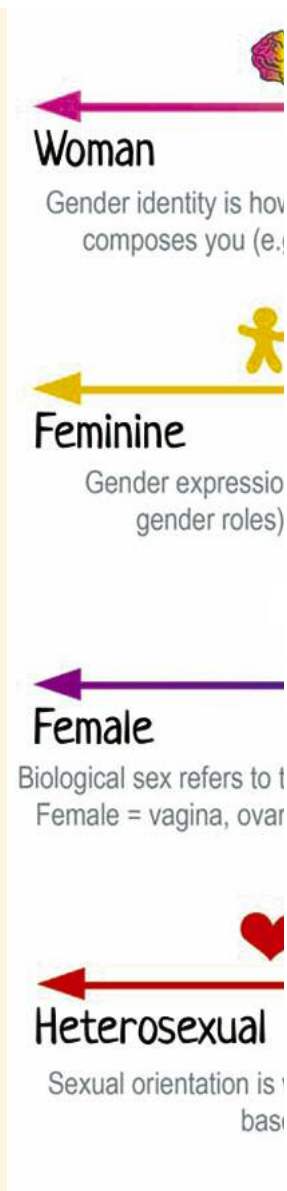 Woman
Gender identity is how
composes you (e.g
Feminine
Gender expressio
gender roles)
Female
Biological sex refers to t
Female = vagina, ovar
Heterosexual
Sexual orientation is
base